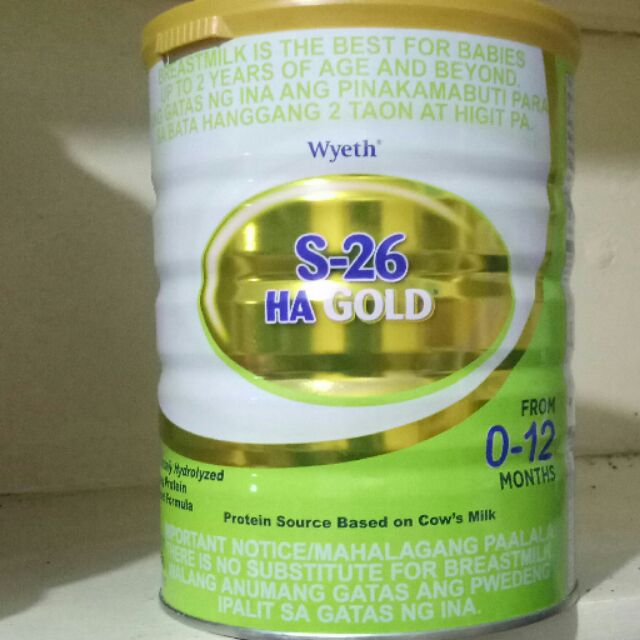 BREASTMILK IS THE BEST FOR BABIES
UP TO 2 YEARS OF AGE AND BEYOND.
GATAS NG INA ANG PINAKAMABUTI PARA
SA BATA HANGGANG 2 TAON AT HIGIT PA.
Wyeth®
S-26
HA GOLD
FROM
0-12
MONTHS
Hydrolyzed
Protein
Formula
Protein Source Based on Cow's Milk
IMPORTANT NOTICE/MAHALAGANG PAALALA
THERE IS NO SUBSTITUTE FOR BREASTMILK
WALANG ANUMANG GATAS ANG PWEDENG
IPALIT SA GATAS NG INA.